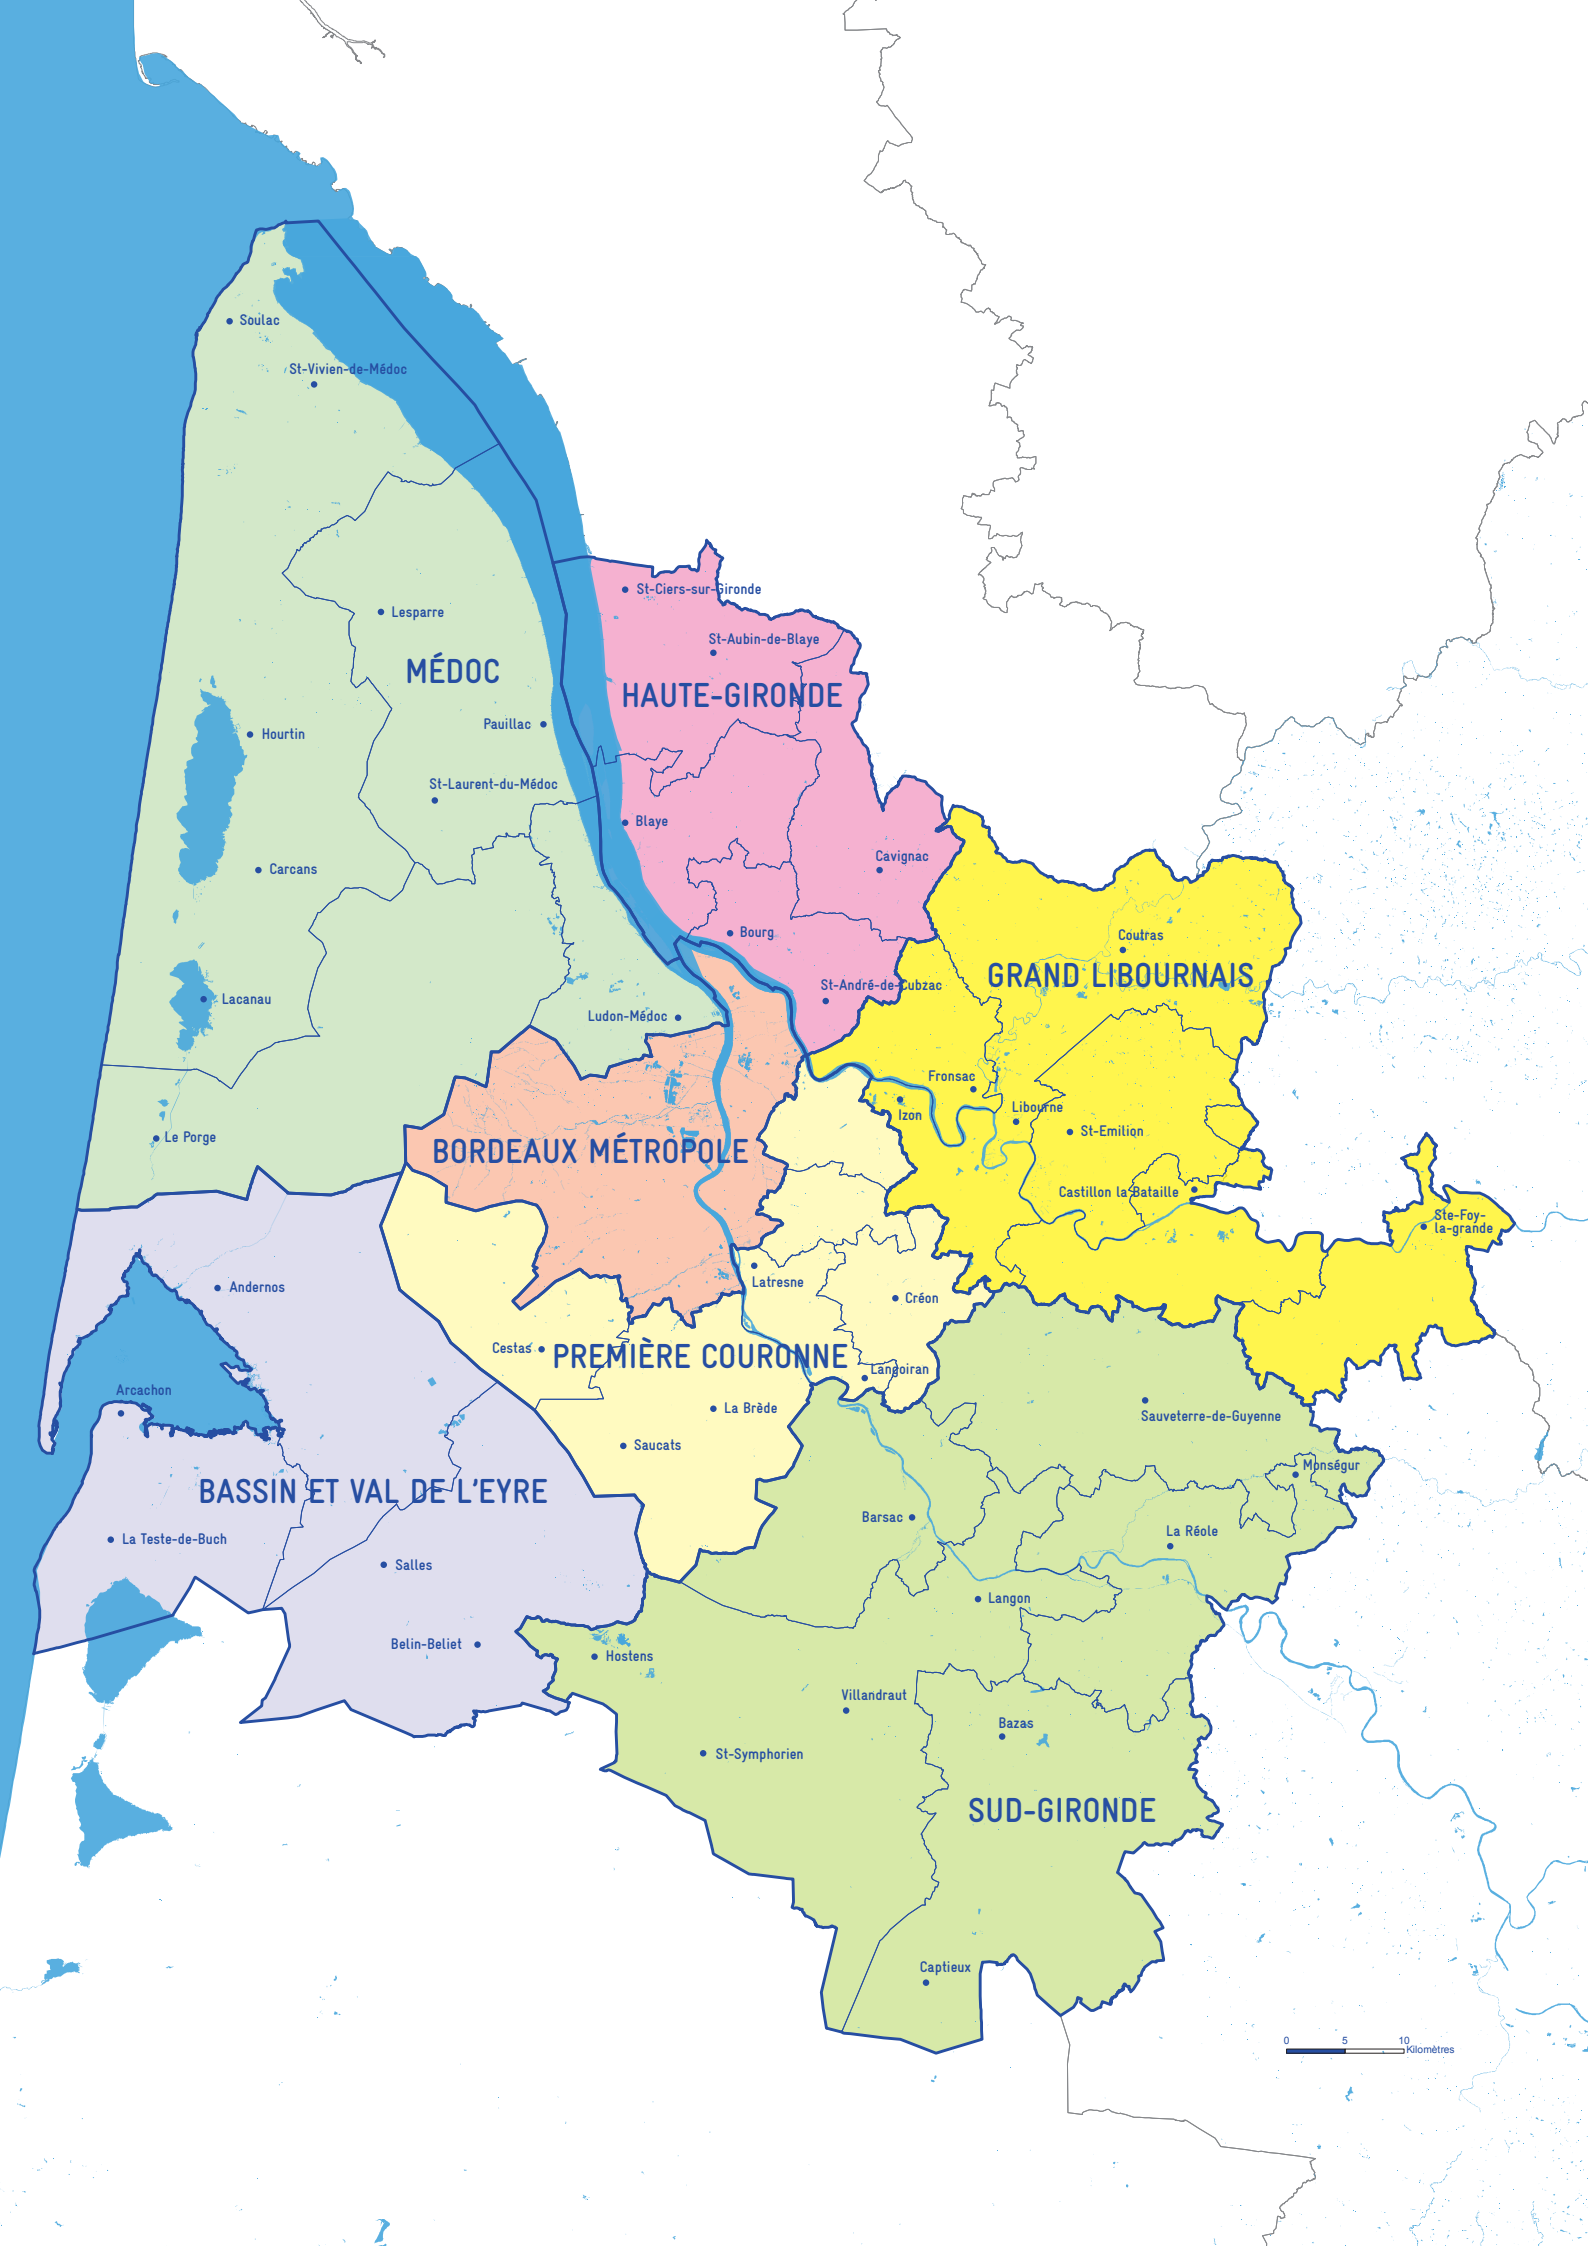 Soulac
St-Vivien-de-Médoc
St-Ciers-sur-Gironde
Lesparre
St-Aubin-de-Blaye
MÉDOC
HAUTE-GIRONDE
Pauillac
Hourtin
St-Laurent-du-Médoc
Blaye
Cavignac
Carcans
Bourg
Coutras
GRAND LIBOURNAIS
St-André-de-Cubzac
Lacanau
Ludon-Médoc
Fronsac
Izon
Libourne
St-Emilion
Le Porge
BORDEAUX MÉTROPOLE
Castillon la Bataille
Ste-Foy-
la-grande
Latresne
Andernos
Créon
Cestas
PREMIÈRE COURONNE
Langoiran
Arcachon
La Brède
Sauveterre-de-Guyenne
Saucats
Monségur
BASSIN ET VAL DE L'EYRE
Barsac
La Réole
La Teste-de-Buch
Salles
Langon
Belin-Beliet
Hostens
Villandraut
Bazas
St-Symphorien
SUD-GIRONDE
Captieux
0 5 10
Kilomètres